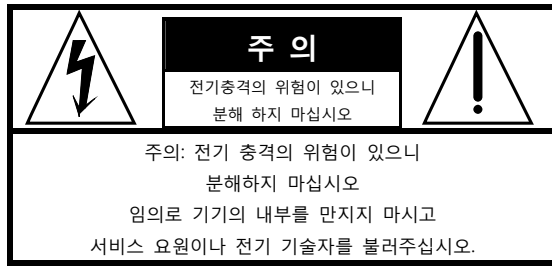 주 의
전기충격의 위험이 있으니
분해 하지 마십시오
주의: 전기 충격의 위험이 있으니
분해하지 마십시오
임의로 기기의 내부를 만지지 마시고
서비스 요원이나 전기 기술자를 불러주십시오.